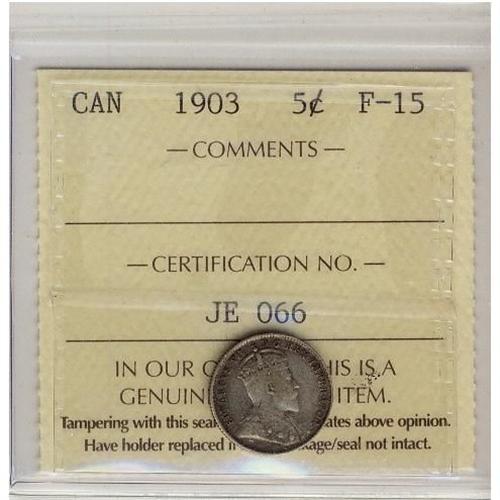 CAN 1903 5¢ F-15
— COMMENTS —
— CERTIFICATION NO. —
JE 066
IN OUR IS A
GENUIN ITEM.
Tampering with this sea ates above opinion.
Have holder replaced kage/seal not intact.